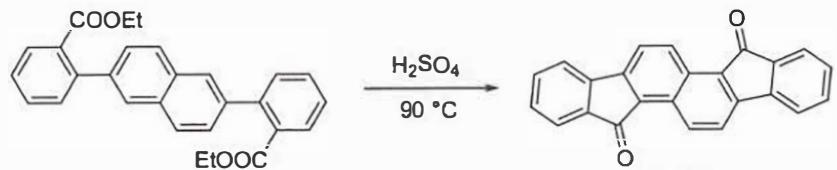 COOEt
O
H₂SO₄
90 °C
EtOOC
O